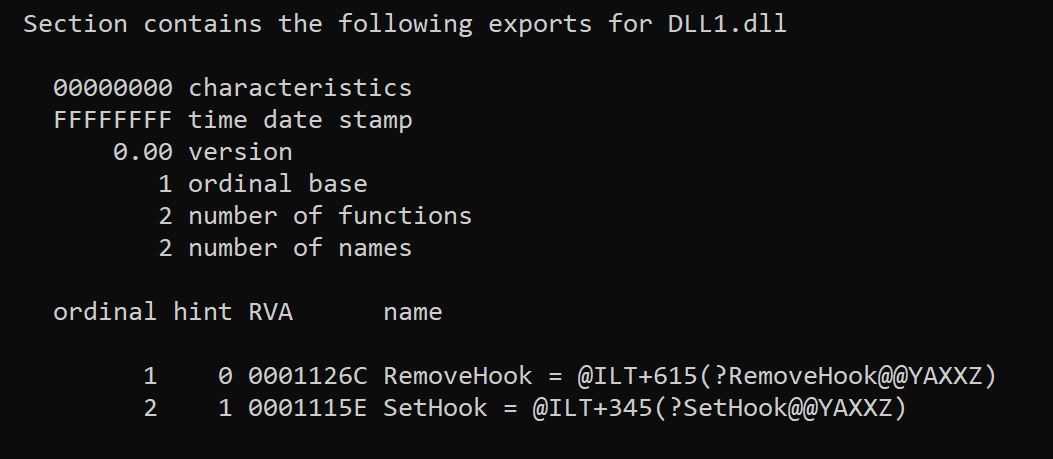 Section contains the following exports for DLL1.dll
00000000 characteristics
FFFFFFFF time date stamp
0.00 version
1 ordinal base
2 number of functions
2 number of names
ordinal hint RVA name
1 0 0001126C RemoveHook = @ILT+615(?RemoveHook@@YAXXZ)
2 1 0001115E SetHook = @ILT+345(?SetHook@@YAXXZ)